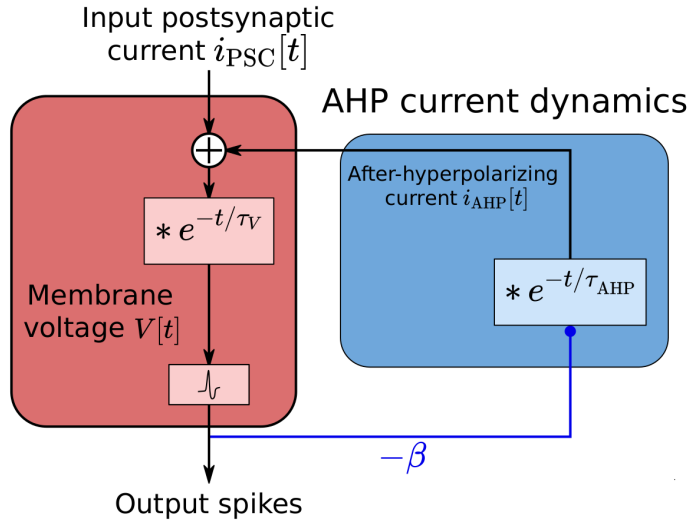 Input postsynaptic
current i_PSC[t]
AHP current dynamics
+
After-hyperpolarizing
current i_AHP[t]
* e^{-t/τ_V}
* e^{-t/τ_AHP}
Membrane
voltage V[t]
-β
Output spikes